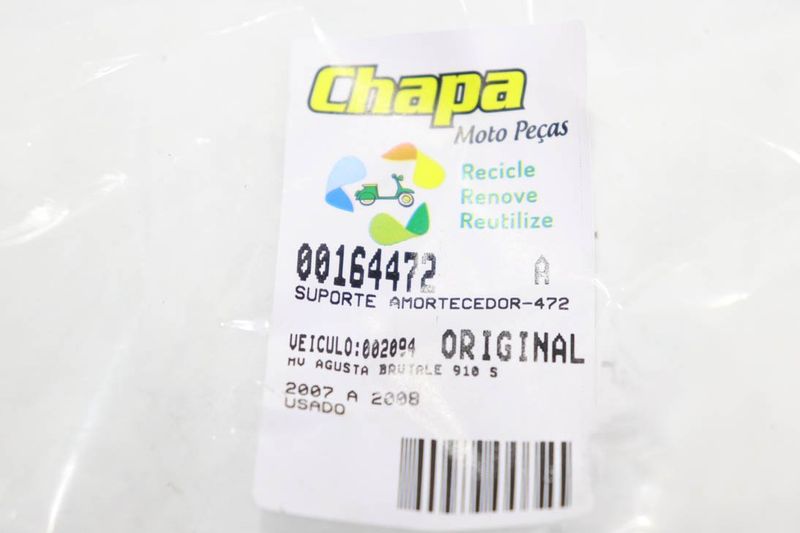 Chapa
Moto Peças
Recicle
Renove
Reutilize
00164472 A
SUPORTE AMORTECEDOR-472
VEICULO:002094 ORIGINAL
MV AGUSTA BRUTALE 910 S
2007 A 2008
USADO